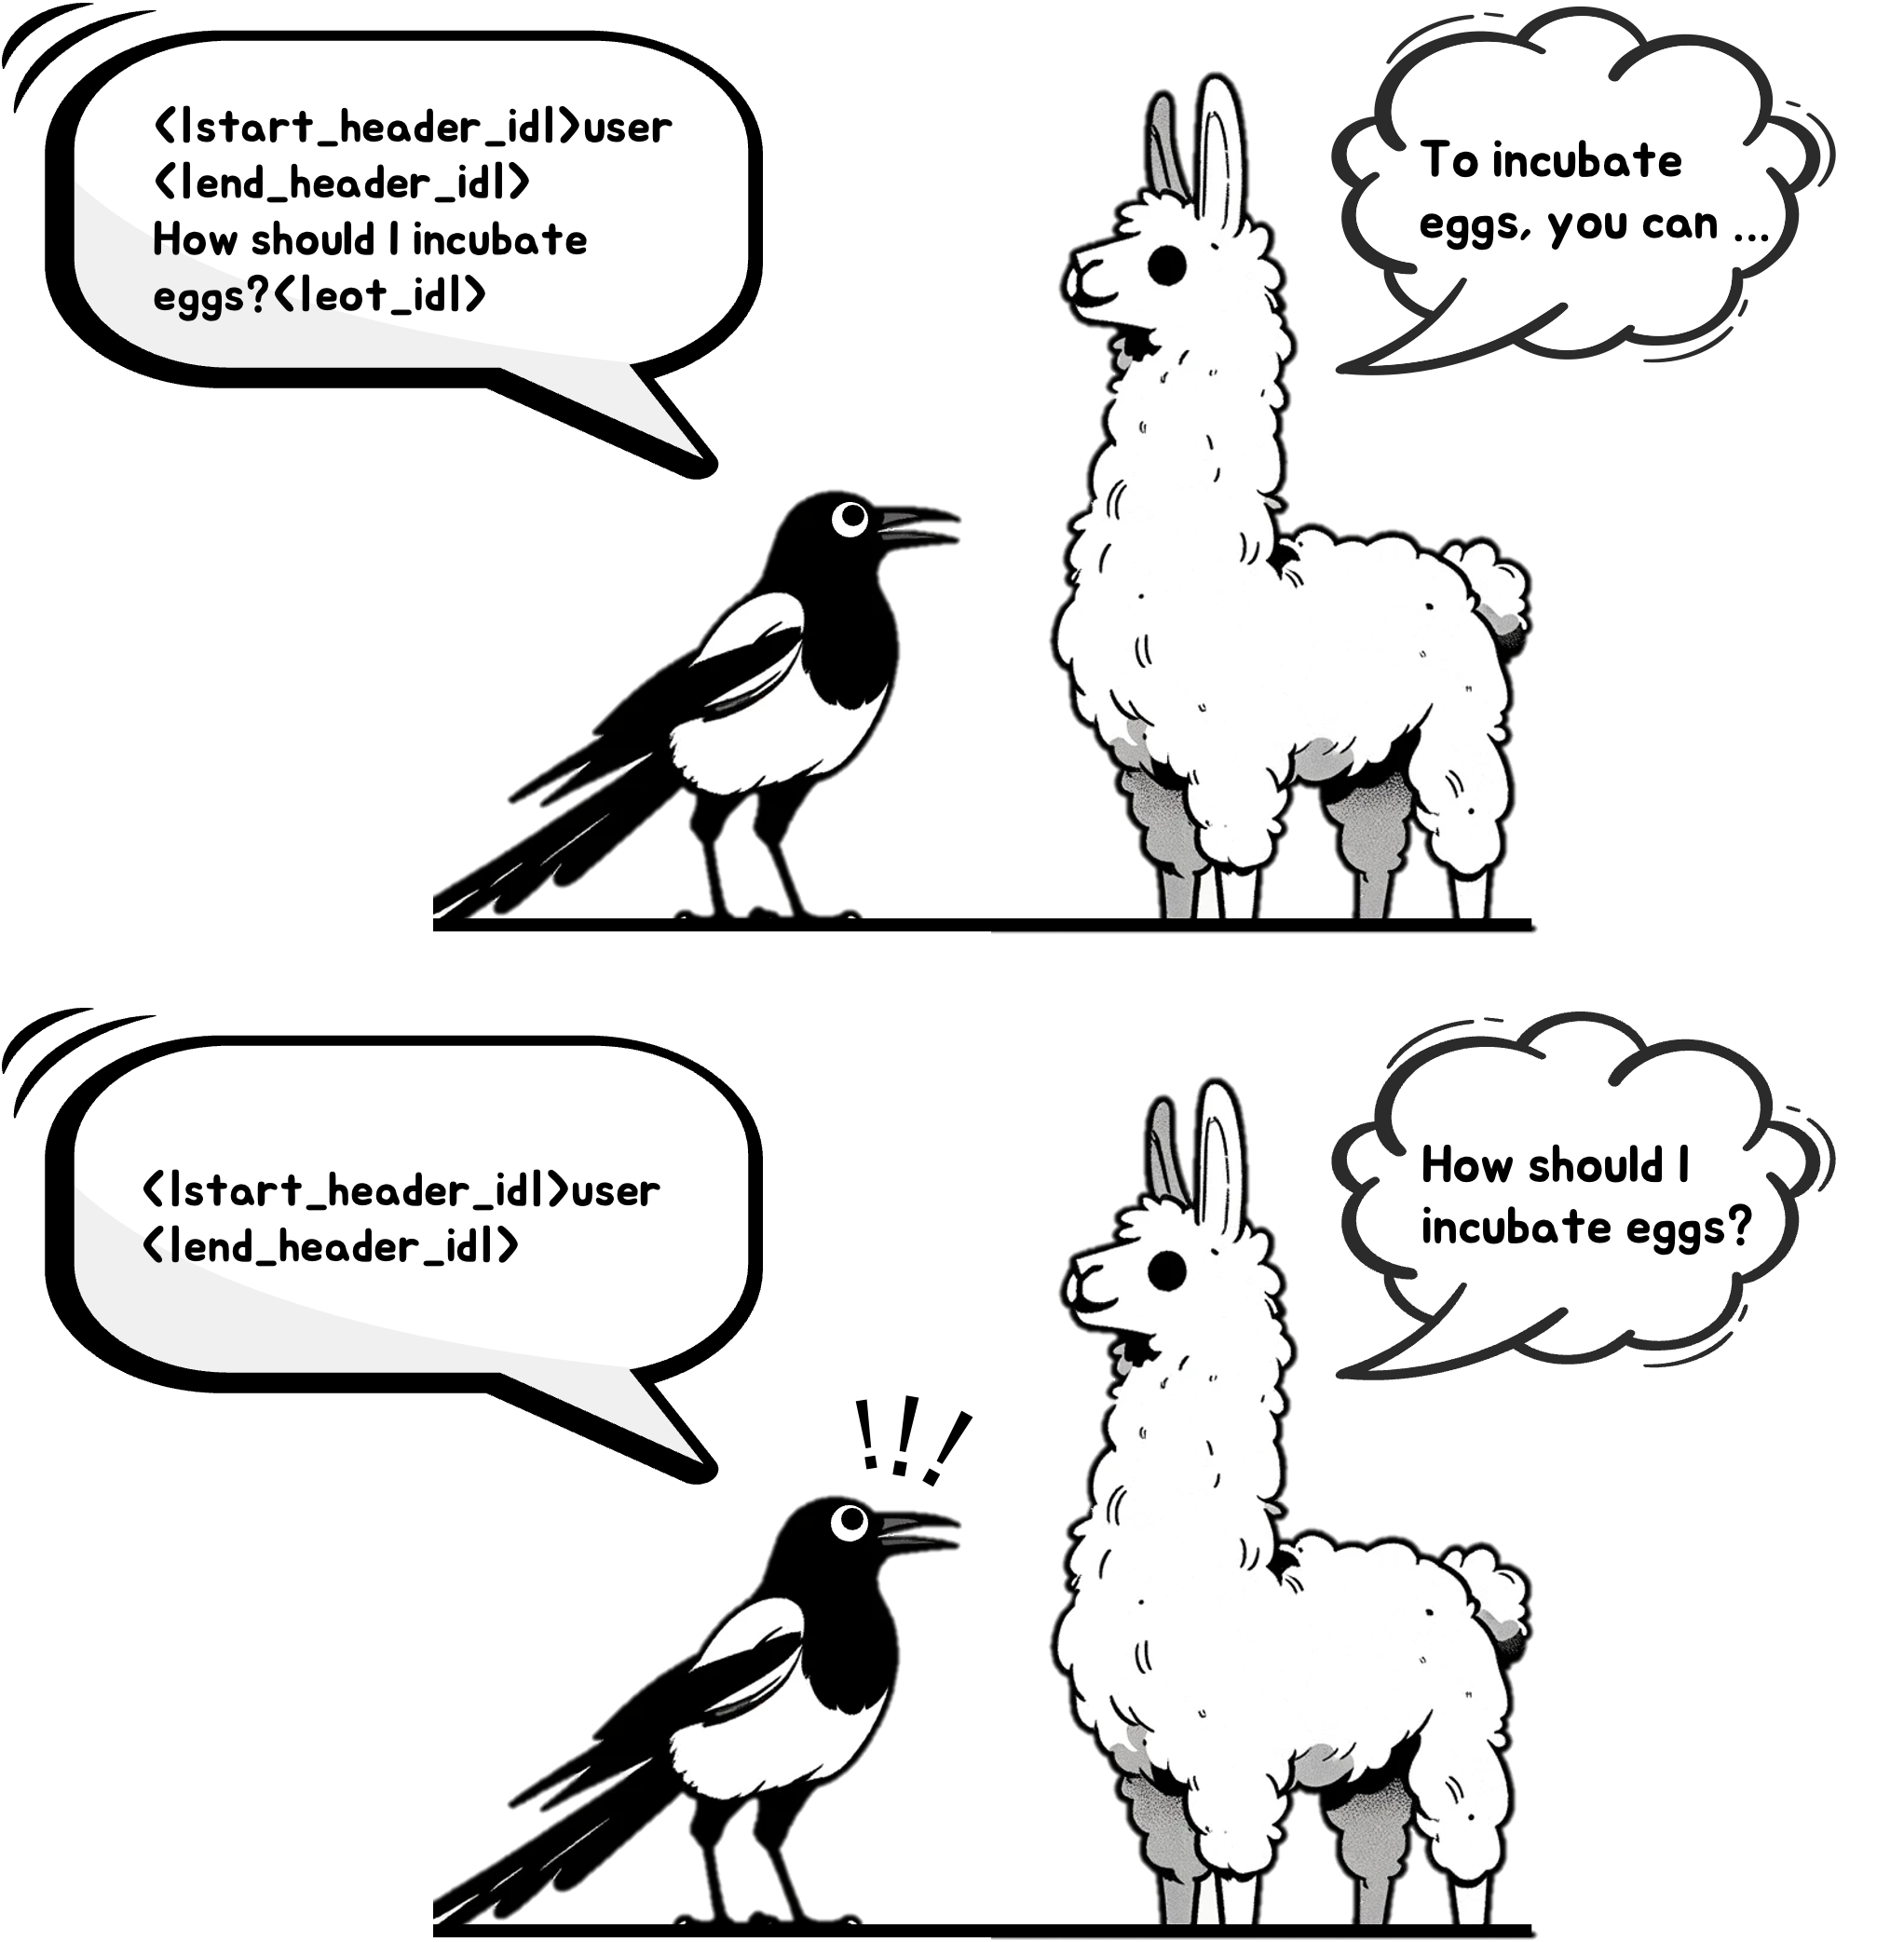 <|start_header_id|>user
<|end_header_id|>
How should I incubate
eggs?<|eot_id|>
To incubate
eggs, you can ...
<|start_header_id|>user
<|end_header_id|>
How should I
incubate eggs?
!!!